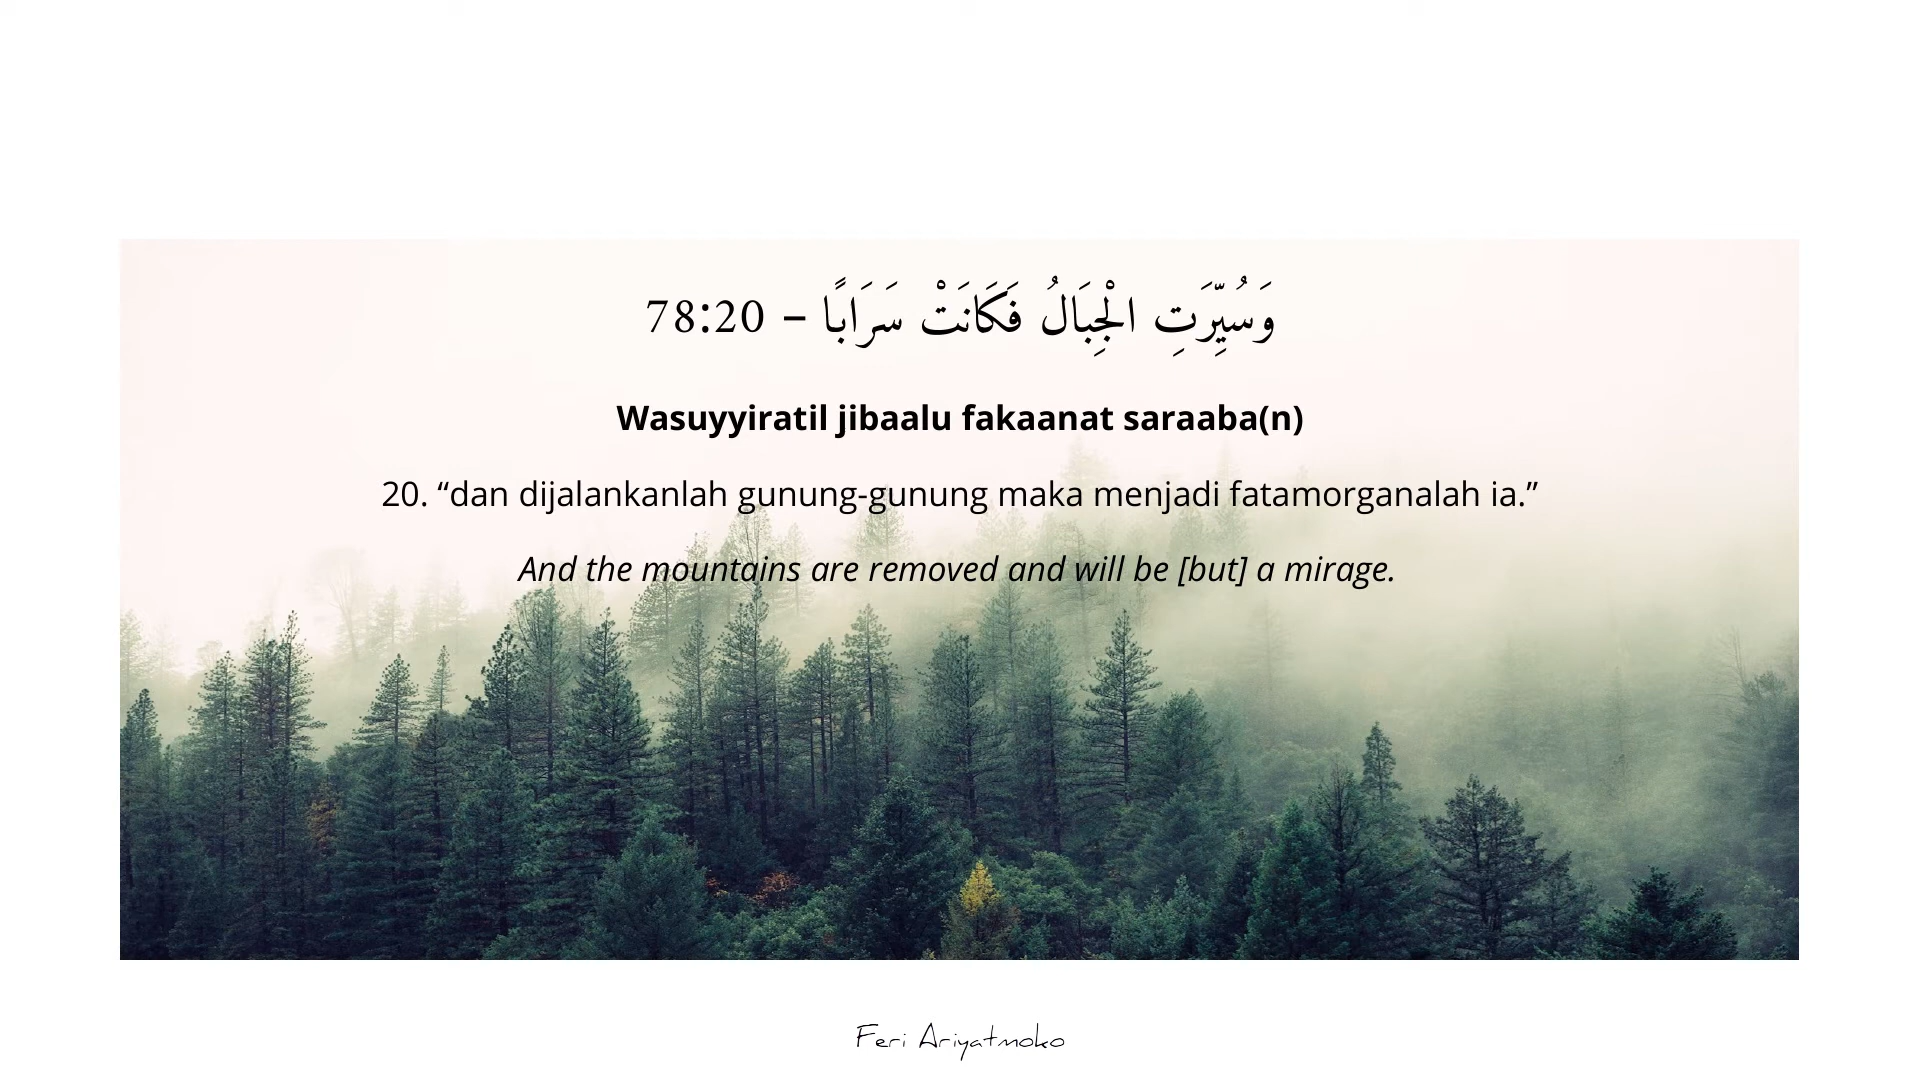 وَسُيِّرَتِ الْجِبَالُ فَكَانَتْ سَرَابًا – 78:20
Wasuyyiratil jibaalu fakaanat saraaba(n)
20. “dan dijalankanlah gunung-gunung maka menjadi fatamorganalah ia.”
And the mountains are removed and will be [but] a mirage.
Feri Ariyatmoko